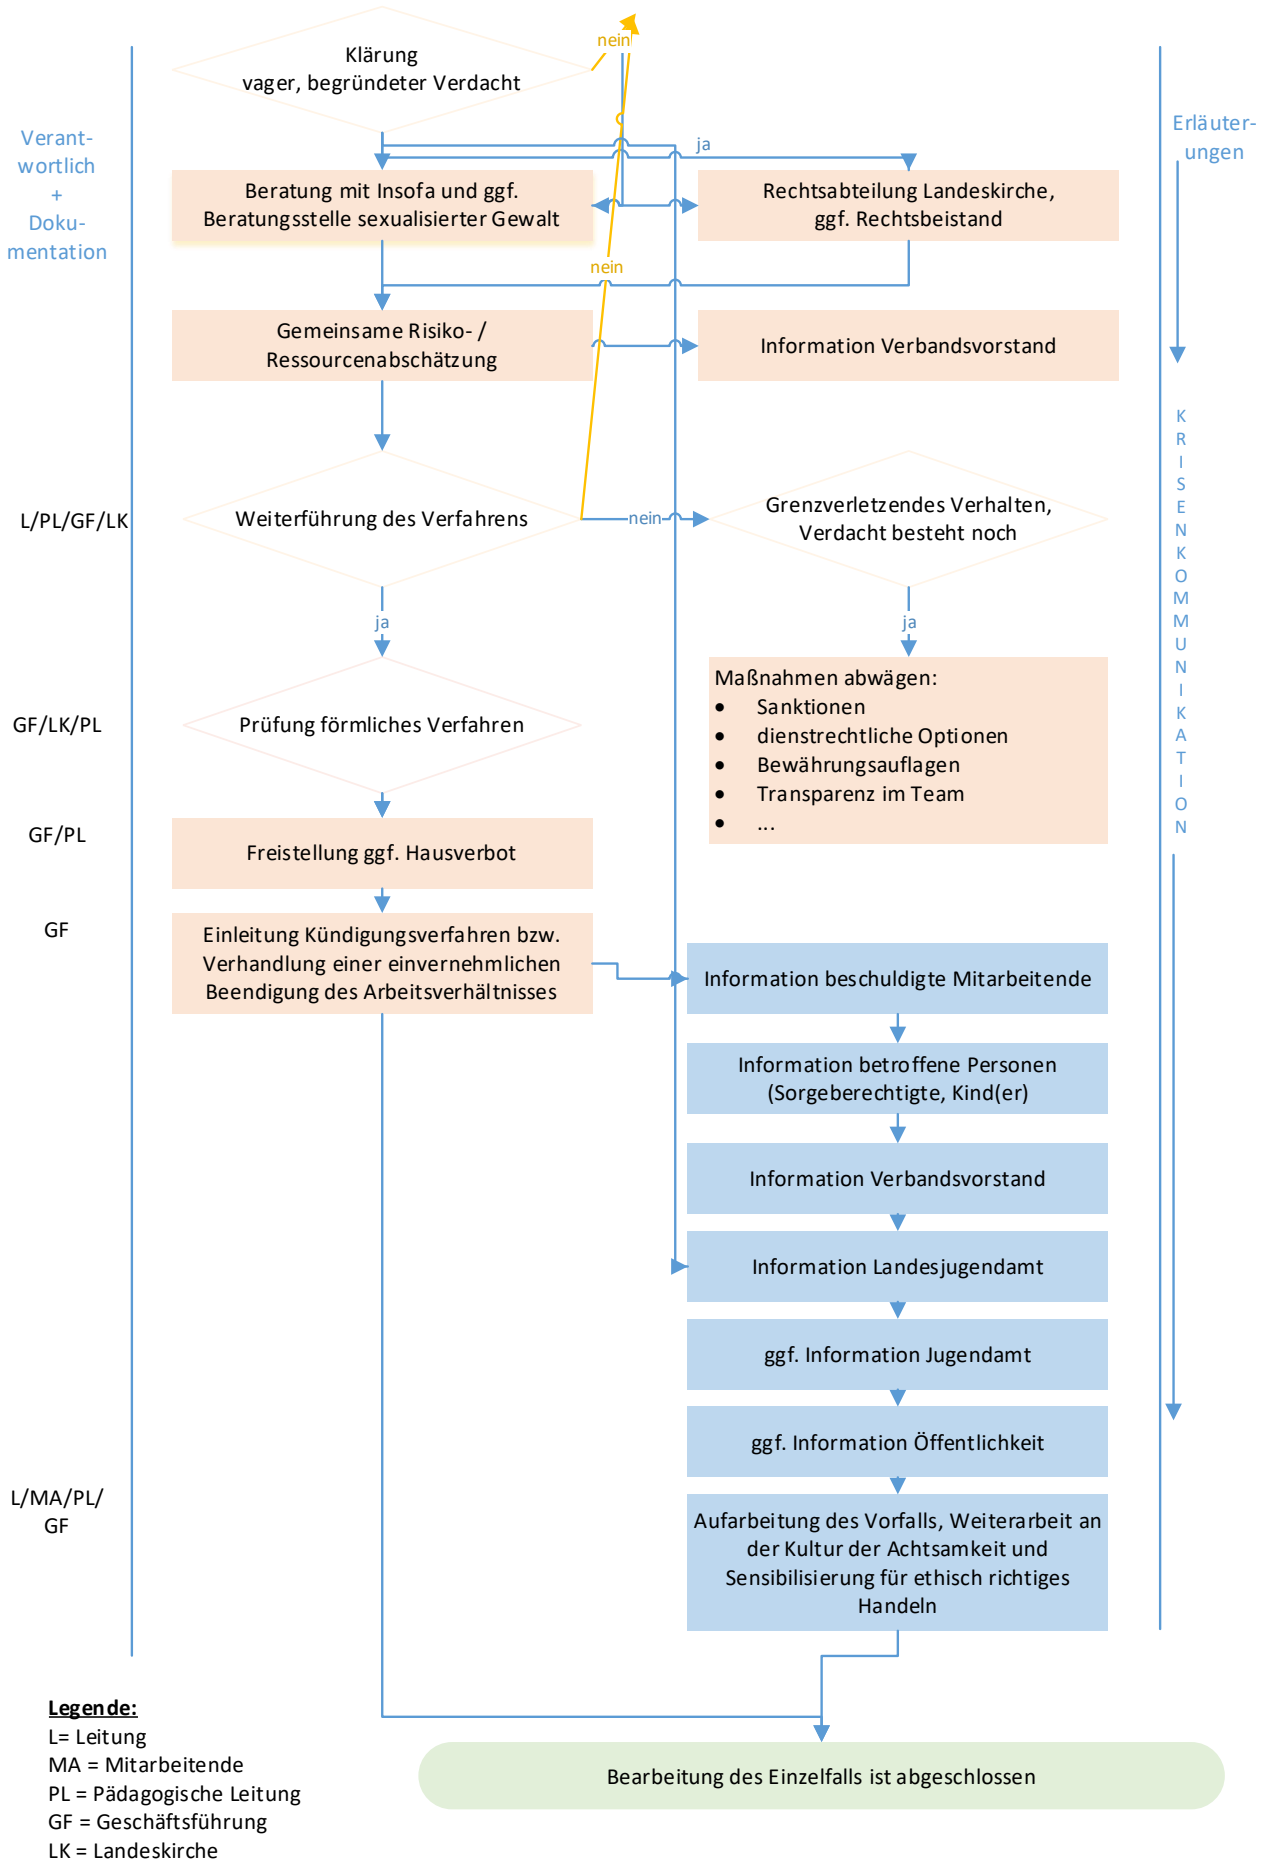 Klärung
vager, begründeter Verdacht
nein
Verant-
wortlich
+
Doku-
mentation
Erläuter-
ungen
ja
Beratung mit Insofa und ggf.
Beratungsstelle sexualisierter Gewalt
Rechtsabteilung Landeskirche,
ggf. Rechtsbeistand
nein
Gemeinsame Risiko- /
Ressourcenabschätzung
Information Verbandsvorstand
K
R
I
S
E
N
K
O
M
M
U
N
I
K
A
T
I
O
N
L/PL/GF/LK
Weiterführung des Verfahrens
nein
Grenzverletzendes Verhalten,
Verdacht besteht noch
ja
ja
GF/LK/PL
Prüfung förmliches Verfahren
Maßnahmen abwägen:
• Sanktionen
• dienstrechtliche Optionen
• Bewährungsauflagen
• Transparenz im Team
• ...
GF/PL
Freistellung ggf. Hausverbot
GF
Einleitung Kündigungsverfahren bzw.
Verhandlung einer einvernehmlichen
Beendigung des Arbeitsverhältnisses
Information beschuldigte Mitarbeitende
Information betroffene Personen
(Sorgeberechtigte, Kind(er)
Information Verbandsvorstand
Information Landesjugendamt
ggf. Information Jugendamt
ggf. Information Öffentlichkeit
L/MA/PL/
GF
Aufarbeitung des Vorfalls, Weiterarbeit an
der Kultur der Achtsamkeit und
Sensibilisierung für ethisch richtiges
Handeln
Legende:
L= Leitung
MA = Mitarbeitende
PL = Pädagogische Leitung
GF = Geschäftsführung
LK = Landeskirche
Bearbeitung des Einzelfalls ist abgeschlossen